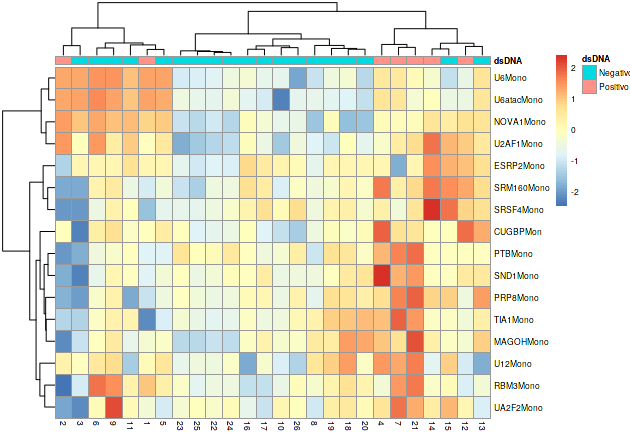 dsDNA
U6Mono
U6atacMono
NOVA1Mono
U2AF1Mono
ESRP2Mono
SRM160Mono
SRSF4Mono
CUGBPMon
PTBMono
SND1Mono
PRP8Mono
TIA1Mono
MAGOHMono
U12Mono
RBM3Mono
UA2F2Mono
2 3 6 9 11 1 5 23 25 22 24 16 17 10 26 8 19 18 20 4 7 21 14 15 12 13
2
1
0
-1
-2
dsDNA
Negativo
Positivo